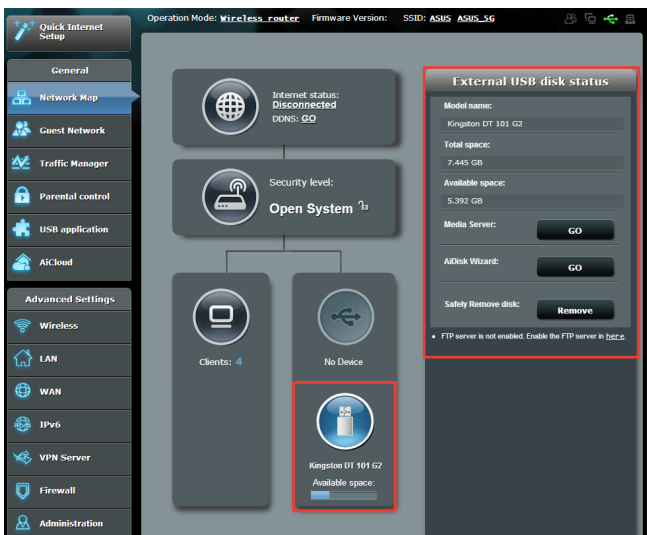 Quick Internet
Setup
Operation Mode: Wireless router Firmware Version: SSID: ASUS ASUS_5G
General
Network Map
Guest Network
Traffic Manager
Parental control
USB application
AiCloud
Advanced Settings
Wireless
LAN
WAN
IPv6
VPN Server
Firewall
Administration
Internet status:
Disconnected
DDNS: GO
Security level:
Open System
Clients: 4
No Device
Kingston DT 101 G2
Available space:
External USB disk status
Model name:
Kingston DT 101 G2
Total space:
7.445 GB
Available space:
5.392 GB
Media Server: GO
AiDisk Wizard: GO
Safely Remove disk: Remove
• FTP server is not enabled. Enable the FTP server in here.